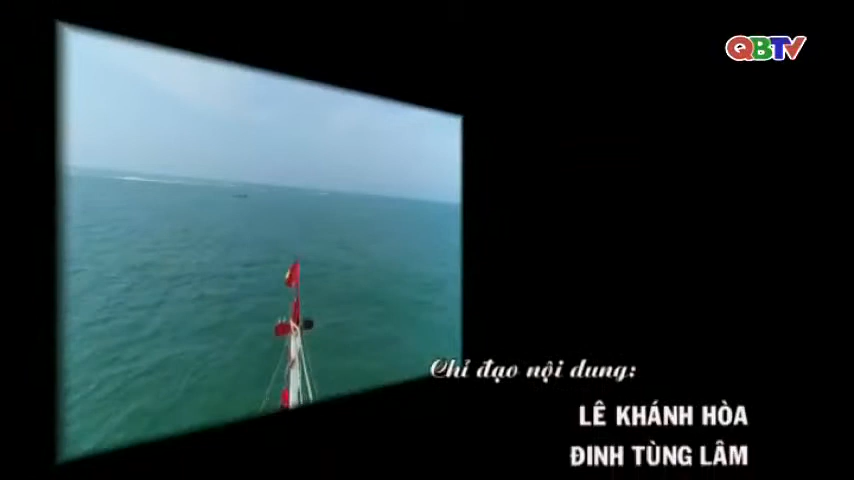 QBTV
Chỉ đạo nội dung:
LÊ KHÁNH HÒA
ĐINH TÙNG LÂM